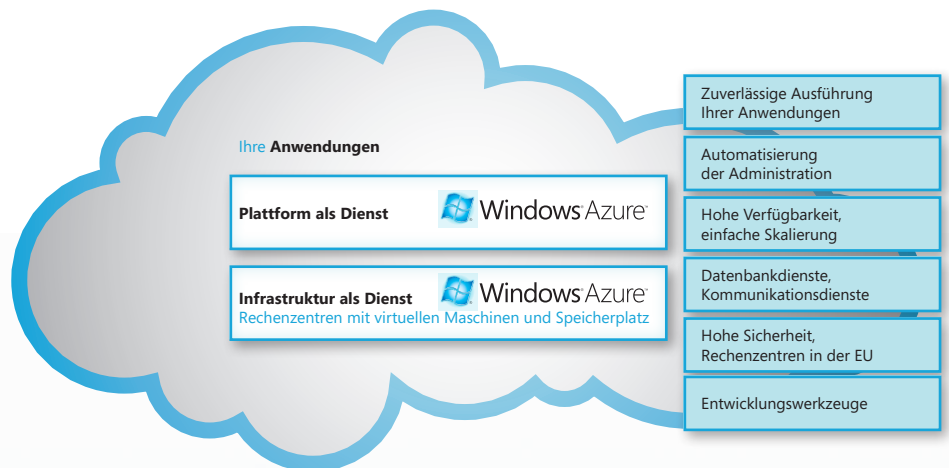 Ihre Anwendungen
Plattform als Dienst
Windows Azure
Infrastruktur als Dienst
Windows Azure
Rechenzentren mit virtuellen Maschinen und Speicherplatz
Zuverlässige Ausführung
Ihrer Anwendungen
Automatisierung
der Administration
Hohe Verfügbarkeit,
einfache Skalierung
Datenbankdienste,
Kommunikationsdienste
Hohe Sicherheit,
Rechenzentren in der EU
Entwicklungswerkzeuge